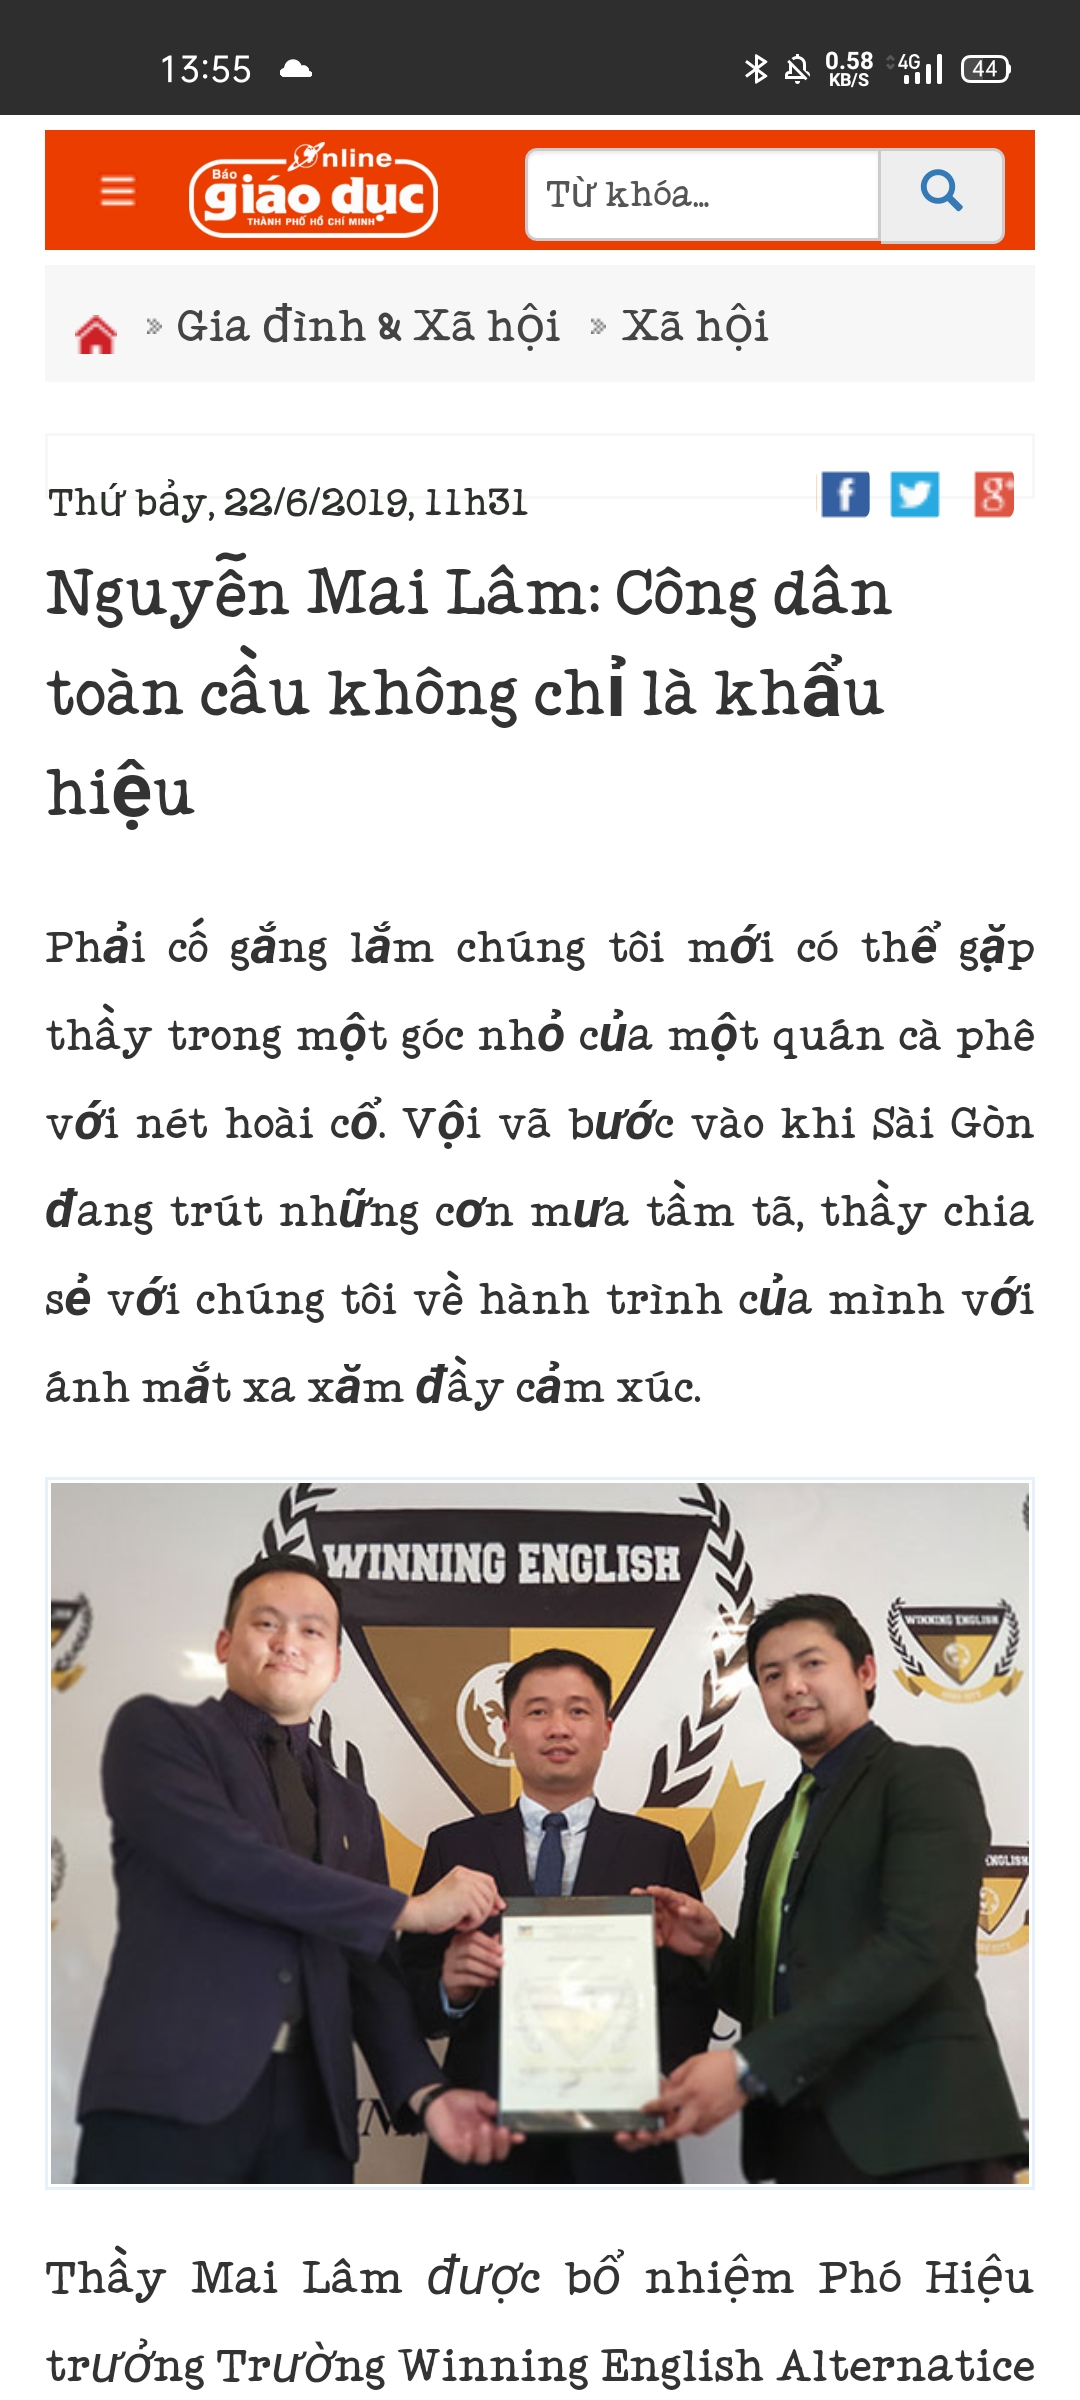 13:55
0.58 KB/S 4G 44
Báo Online
giáo dục
THÀNH PHỐ HỒ CHÍ MINH
Từ khóa...
» Gia đình & Xã hội » Xã hội
Thứ bảy, 22/6/2019, 11h31
f g+
Nguyễn Mai Lâm: Công dân
toàn cầu không chỉ là khẩu
hiệu
Phải cố gắng lắm chúng tôi mới có thể gặp
thầy trong một góc nhỏ của một quán cà phê
với nét hoài cổ. Vội vã bước vào khi Sài Gòn
đang trút những cơn mưa tầm tã, thầy chia
sẻ với chúng tôi về hành trình của mình với
ánh mắt xa xăm đầy cảm xúc.
WINNING ENGLISH
WINNING ENGLISH
ENGLISH
Thầy Mai Lâm được bổ nhiệm Phó Hiệu
trưởng Trường Winning English Alternatice